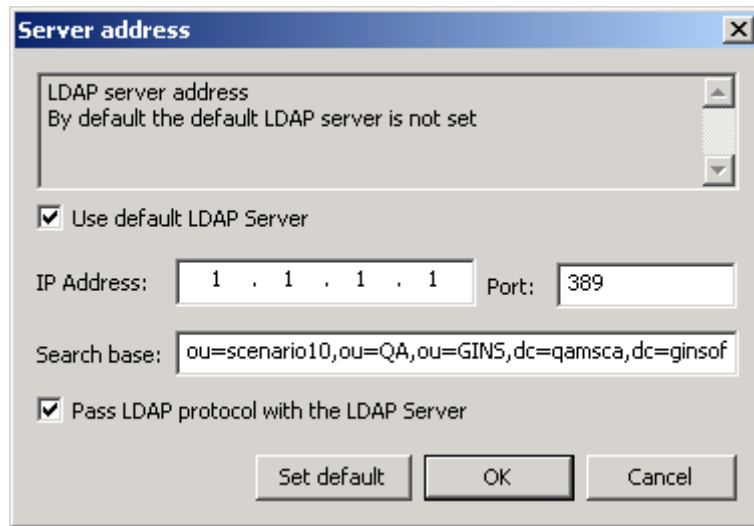 Server address
LDAP server address
By default the default LDAP server is not set
Use default LDAP Server
IP Address: 1 . 1 . 1 . 1 Port: 389
Search base: ou=scenario10,ou=QA,ou=GINS,dc=qamsca,dc=ginsof
Pass LDAP protocol with the LDAP Server
Set default OK Cancel